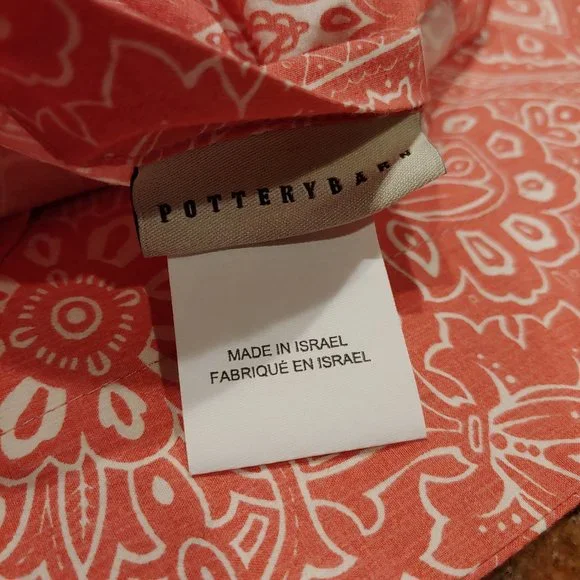 POTTERYBARN
MADE IN ISRAEL
FABRIQUÉ EN ISRAEL